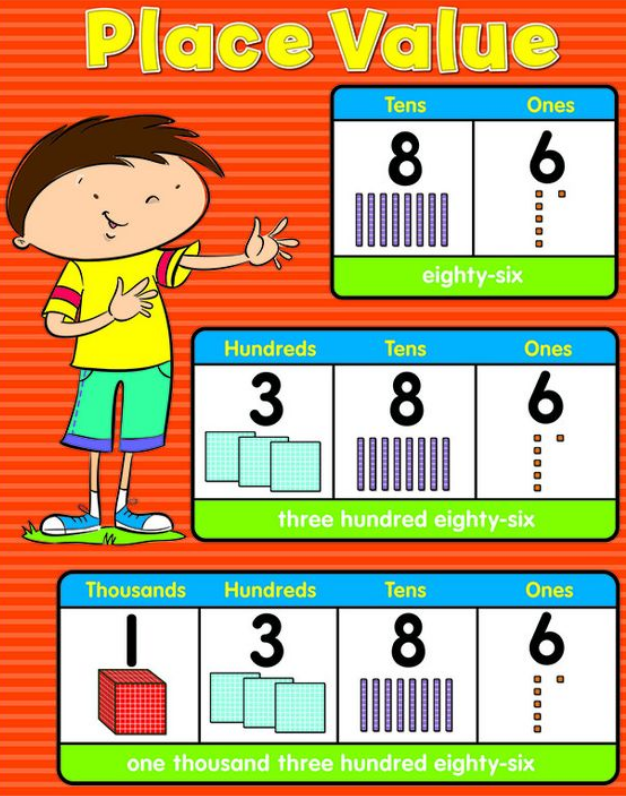 Place Value
Tens Ones
8 6
eighty-six
Hundreds Tens Ones
3 8 6
three hundred eighty-six
Thousands Hundreds Tens Ones
1 3 8 6
one thousand three hundred eighty-six